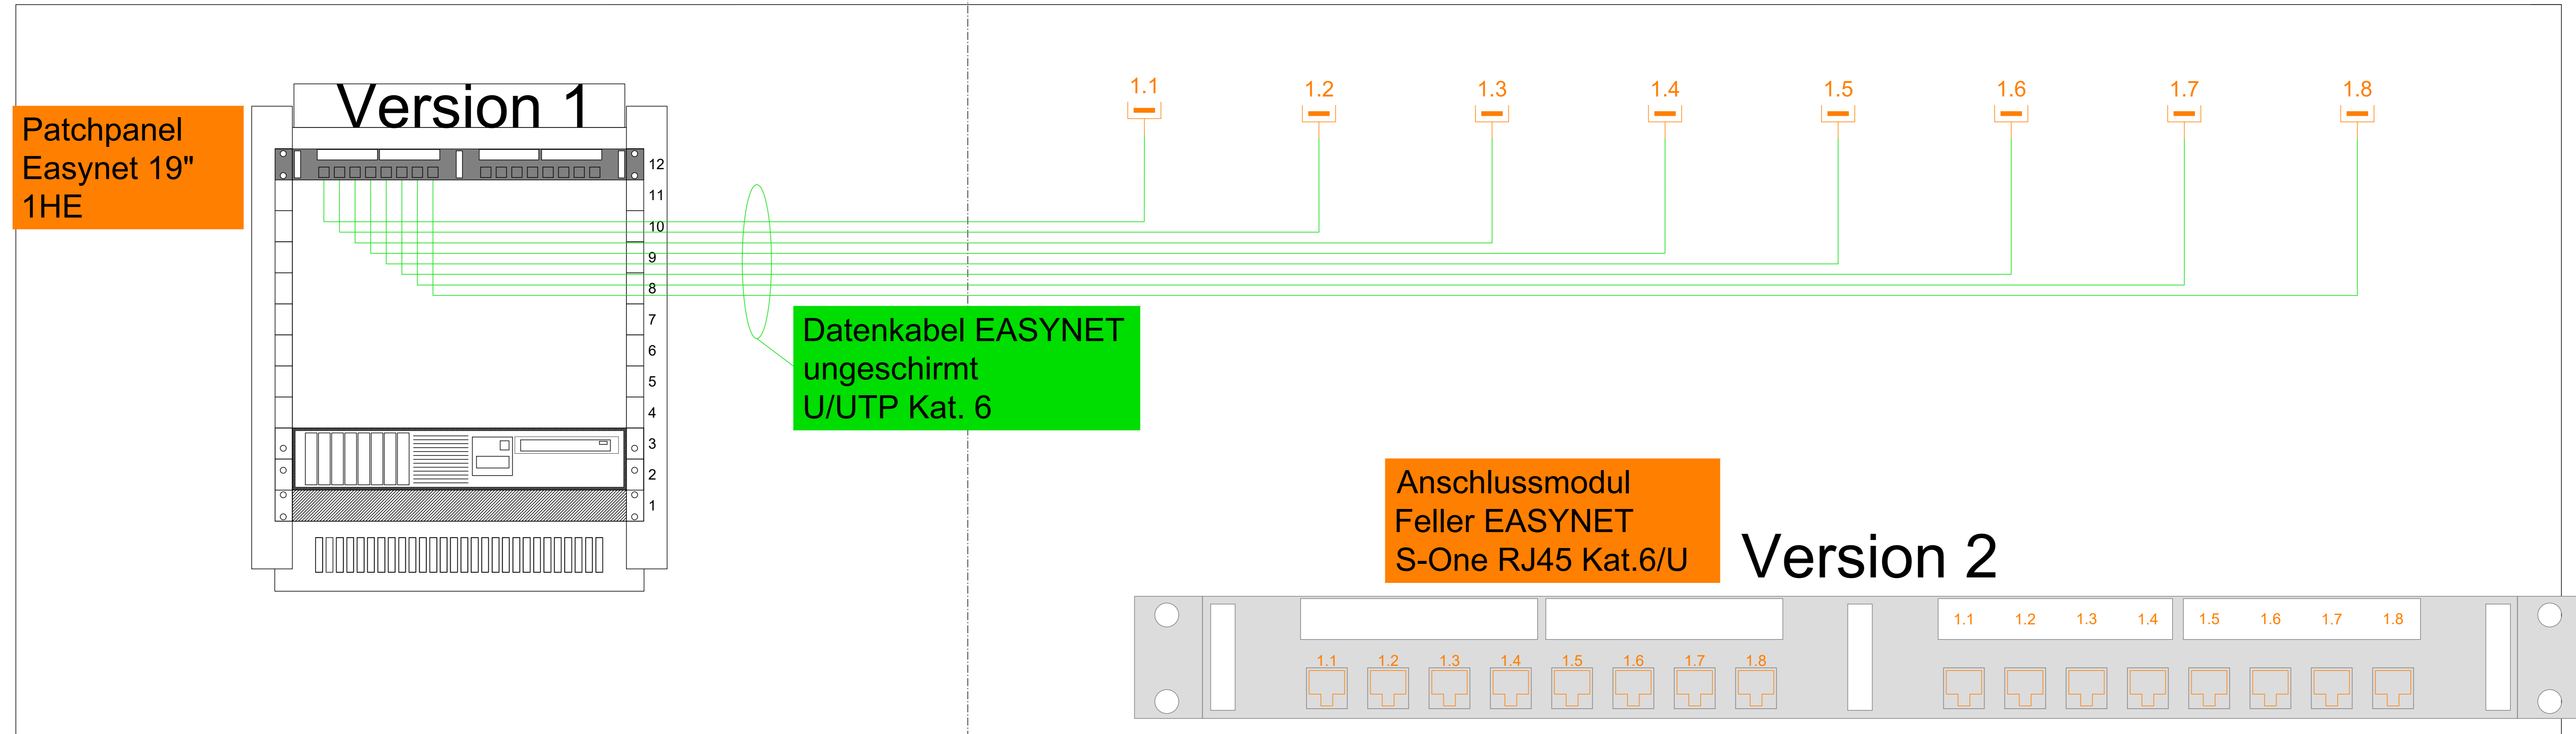 Version 1
Patchpanel
Easynet 19"
1HE
12
11
10
9
8
7
6
5
4
3
2
1
1.1 1.2 1.3 1.4 1.5 1.6 1.7 1.8
Datenkabel EASYNET
ungeschirmt
U/UTP Kat. 6
Anschlussmodul
Feller EASYNET
S-One RJ45 Kat.6/U
Version 2
1.1 1.2 1.3 1.4 1.5 1.6 1.7 1.8
1.1 1.2 1.3 1.4 1.5 1.6 1.7 1.8